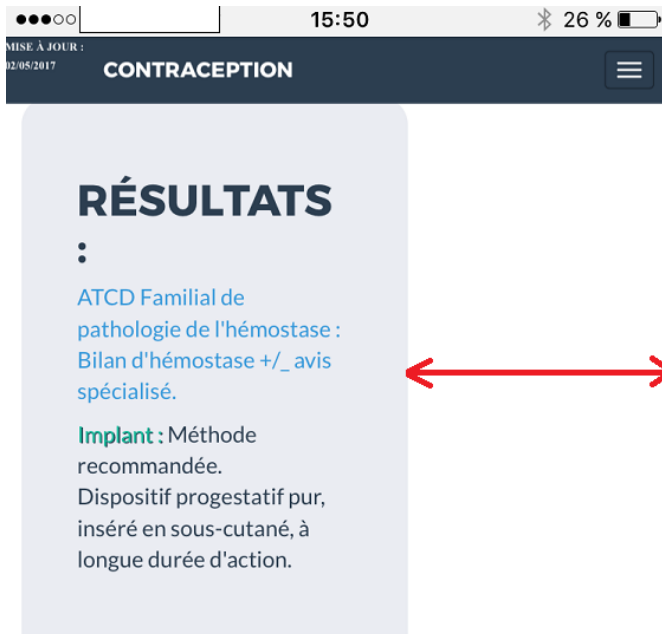 15:50
26 %
MISE À JOUR :
02/05/2017
CONTRACEPTION
RÉSULTATS
:
ATCD Familial de
pathologie de l'hémostase :
Bilan d'hémostase +/_ avis
spécialisé.
Implant : Méthode
recommandée.
Dispositif progestatif pur,
inséré en sous-cutané, à
longue durée d'action.